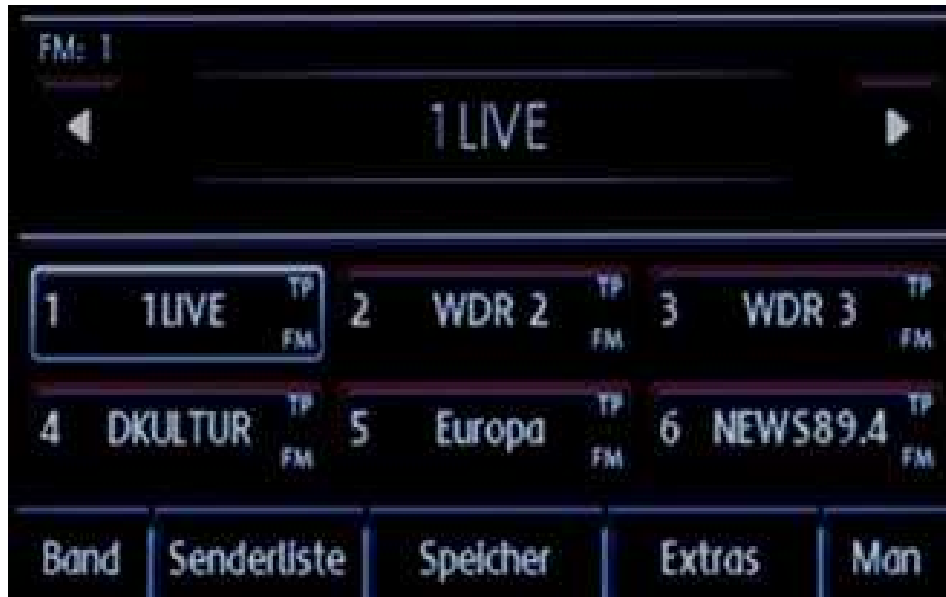 FM: 1
1LIVE
1 1LIVE TP FM 2 WDR 2 TP FM 3 WDR 3 TP FM
4 DKULTUR TP FM 5 Europa TP FM 6 NEWS89.4 TP FM
Band Senderliste Speicher Extras Man